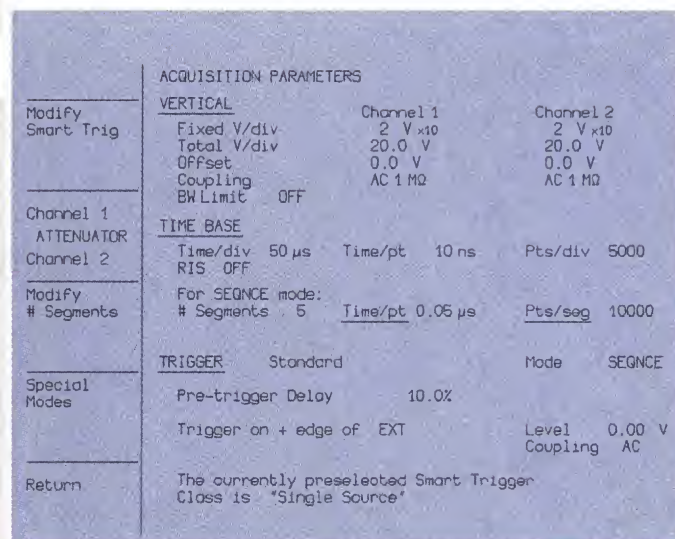 ACQUISITION PARAMETERS
Modify
Smart Trig
Channel 1
ATTENUATOR
Channel 2
Modify
# Segments
Special
Modes
Return
VERTICAL Channel 1 Channel 2
Fixed V/div 2 V x10 2 V x10
Total V/div 20.0 V 20.0 V
Offset 0.0 V 0.0 V
Coupling AC 1 MΩ AC 1 MΩ
BW Limit OFF
TIME BASE
Time/div 50 µs Time/pt 10 ns Pts/div 5000
RIS OFF
For SEQNCE mode:
# Segments 5 Time/pt 0.05 µs Pts/seg 10000
TRIGGER Standard Mode SEQNCE
Pre-trigger Delay 10.0%
Trigger on + edge of EXT Level 0.00 V
Coupling AC
The currently preselected Smart Trigger
Class is "Single Source"